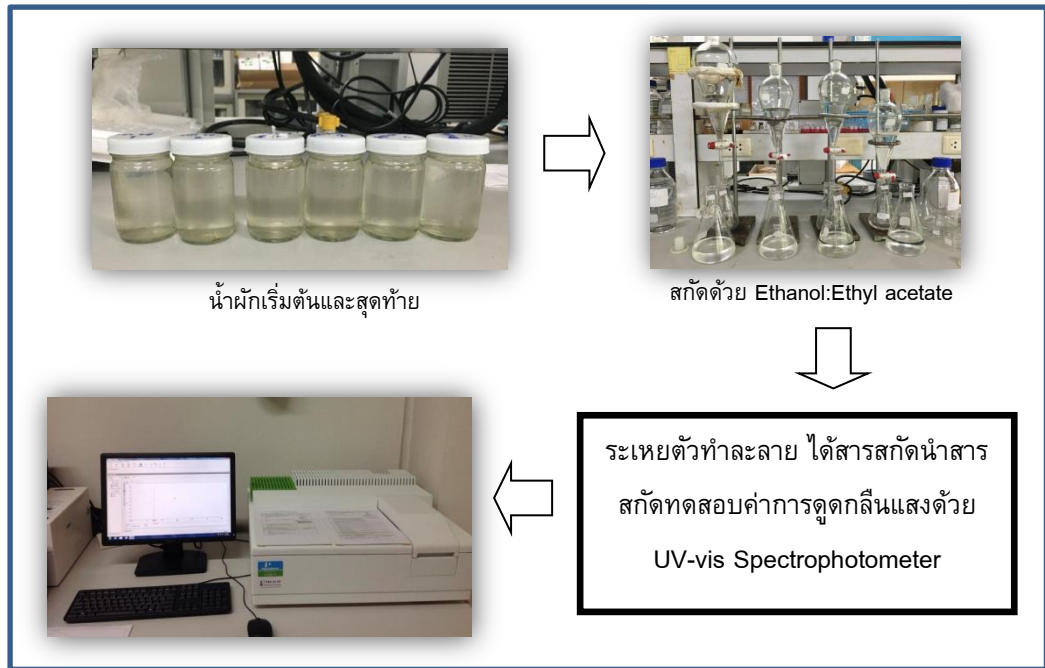 น้ำผักเริ่มต้นและสุดท้าย
สกัดด้วย Ethanol:Ethyl acetate
ระเหยตัวทำละลาย ได้สารสกัดนำสาร
สกัดทดสอบค่าการดูดกลืนแสงด้วย
UV-vis Spectrophotometer